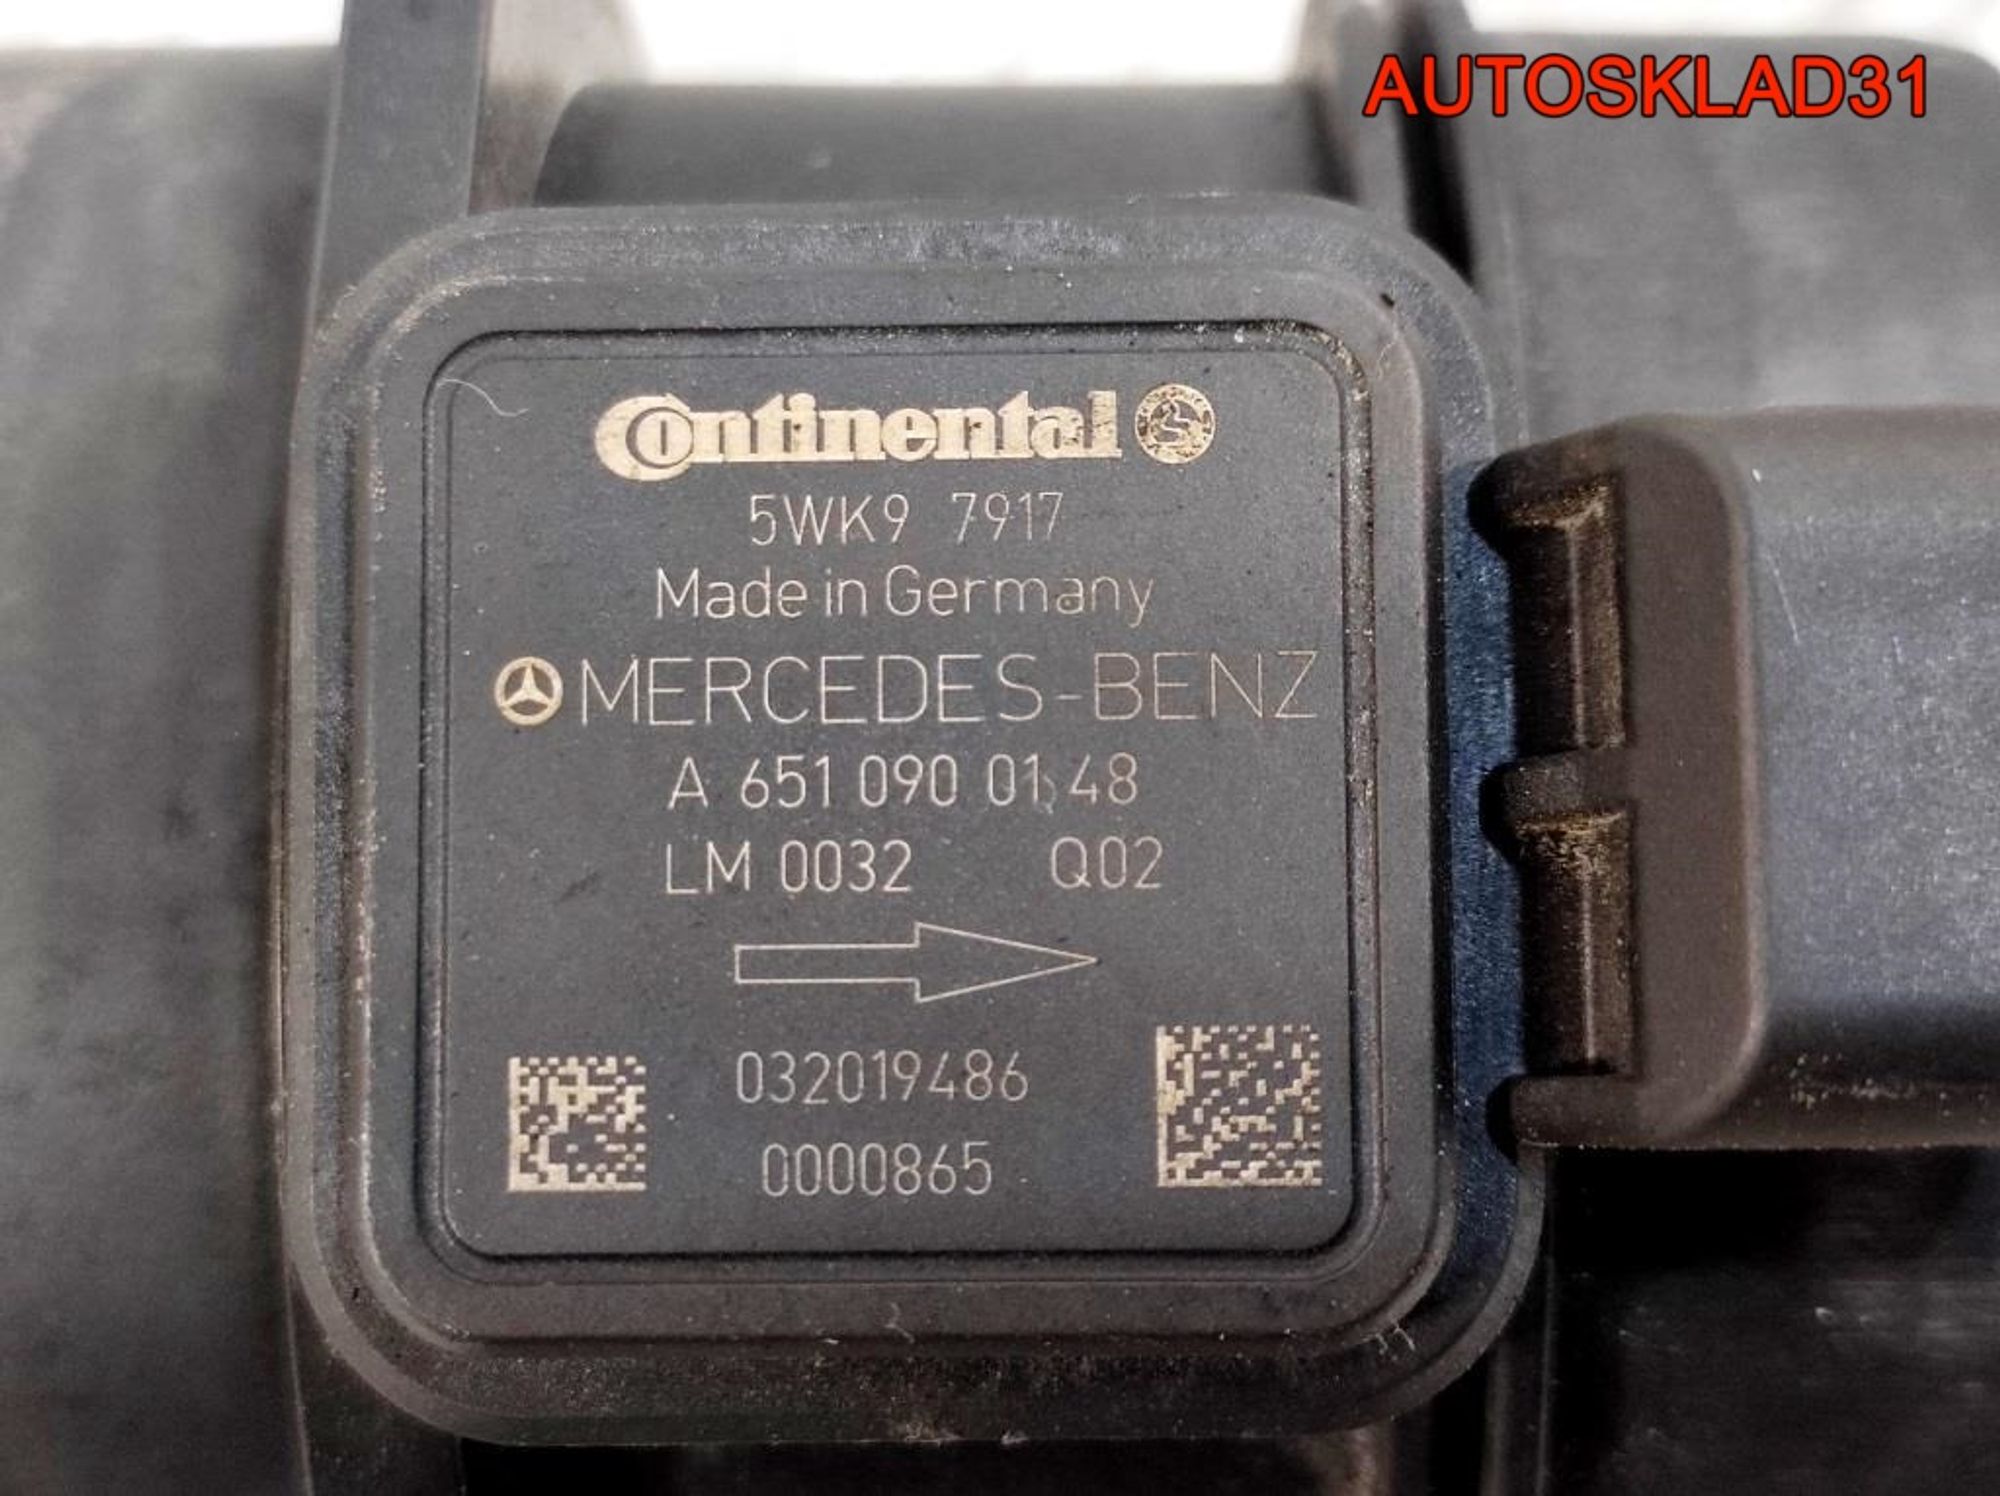 AUTOSKLAD31
Continental
5WK9 7917
Made in Germany
MERCEDES-BENZ
A 651 090 01 48
LM 0032 Q02
032019486
0000865